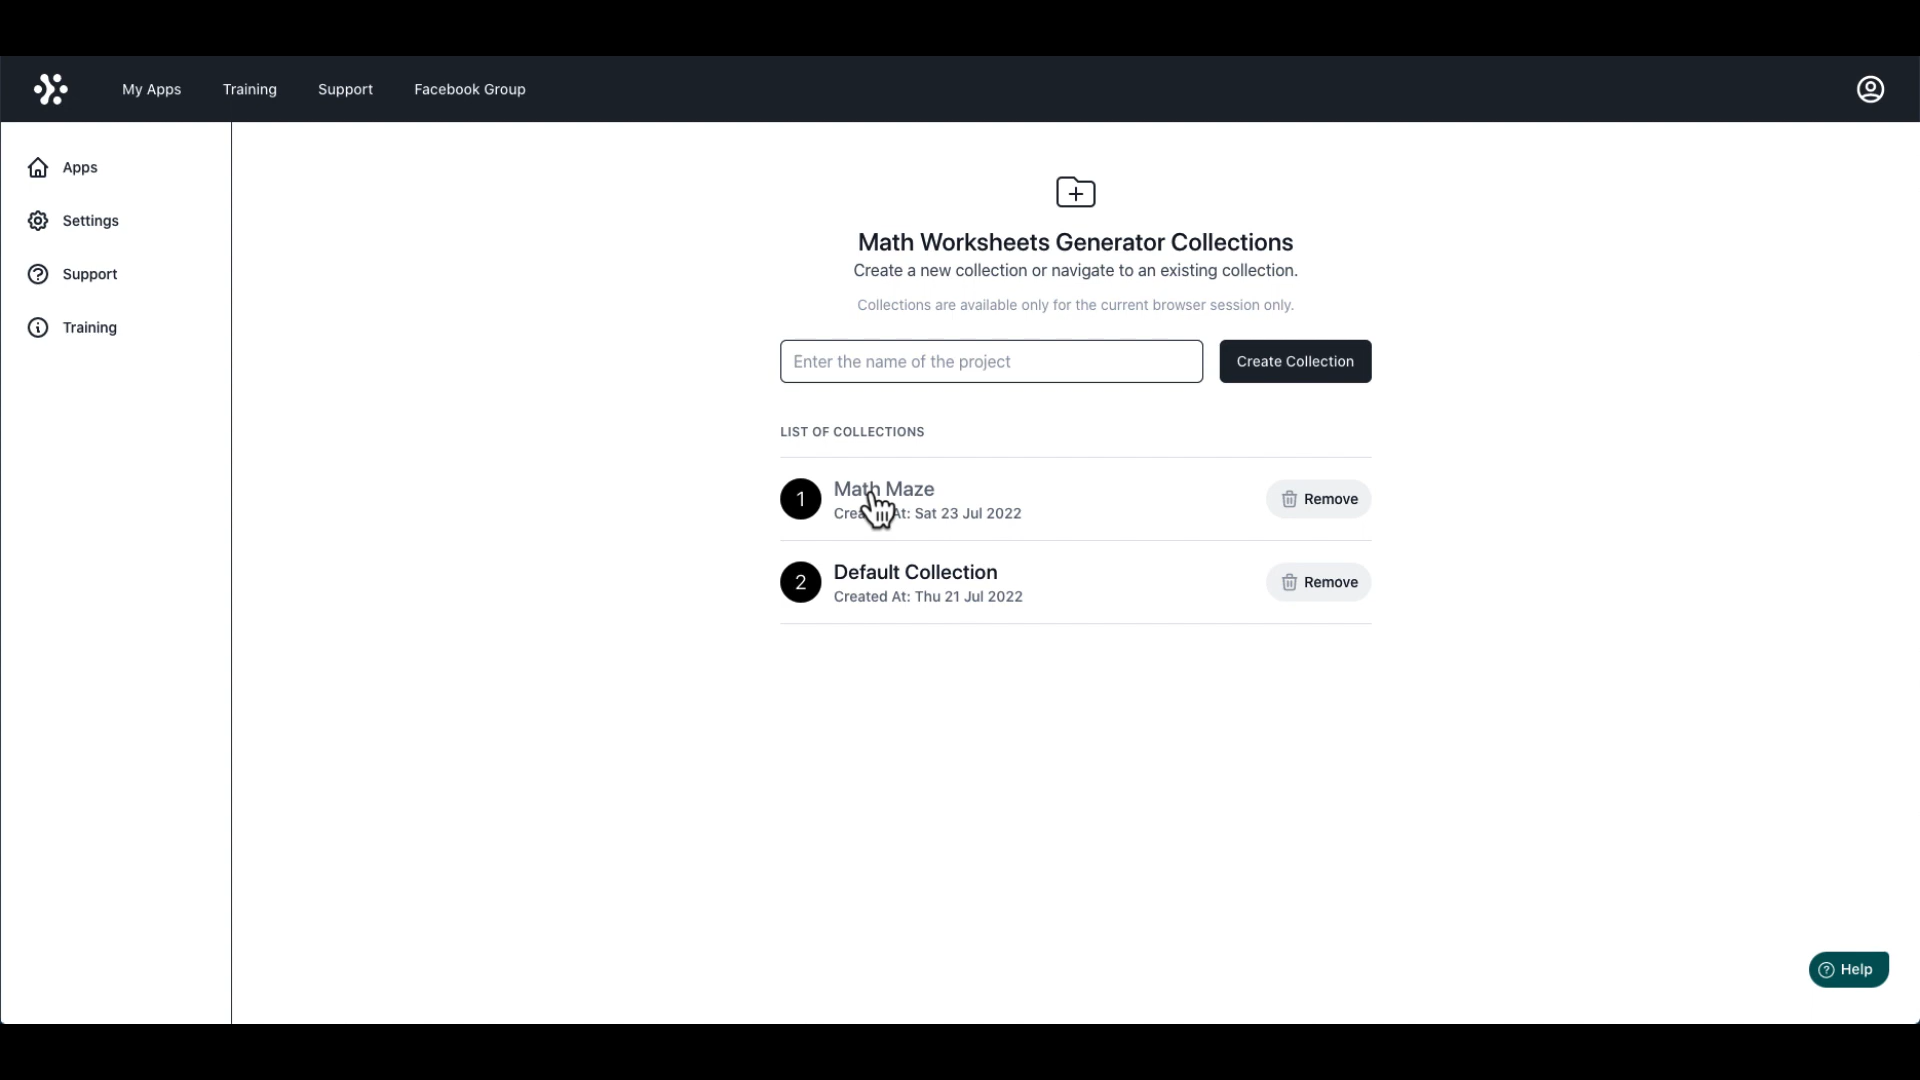 My Apps
Training
Support
Facebook Group
Apps
Settings
Support
Training
Math Worksheets Generator Collections
Create a new collection or navigate to an existing collection.
Collections are available only for the current browser session only.
Enter the name of the project
Create Collection
LIST OF COLLECTIONS
1
Math Maze
Created At: Sat 23 Jul 2022
Remove
2
Default Collection
Created At: Thu 21 Jul 2022
Remove
Help